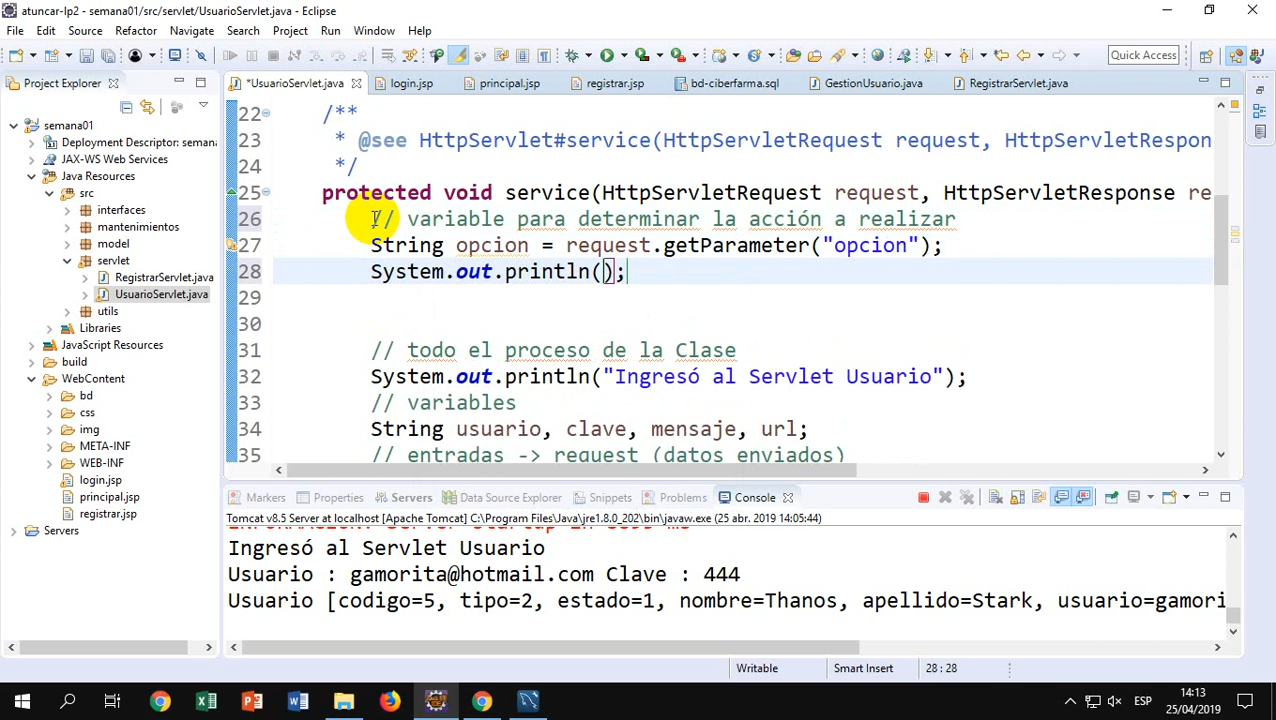 atuncar-lp2 - semana01/src/servlet/UsuarioServlet.java - Eclipse
File Edit Source Refactor Navigate Search Project Run Window Help
Quick Access
Project Explorer
*UsuarioServlet.java login.jsp principal.jsp registrar.jsp bd-ciberfarma.sql GestionUsuario.java RegistrarServlet.java
semana01
Deployment Descriptor: semana
JAX-WS Web Services
Java Resources
src
interfaces
mantenimientos
model
servlet
RegistrarServlet.java
UsuarioServlet.java
utils
Libraries
JavaScript Resources
build
WebContent
bd
css
img
META-INF
WEB-INF
login.jsp
principal.jsp
registrar.jsp
Servers
22 /**
23 * @see HttpServlet#service(HttpServletRequest request, HttpServletRespon
24 */
25 protected void service(HttpServletRequest request, HttpServletResponse re
26 // variable para determinar la acción a realizar
27 String opcion = request.getParameter("opcion");
28 System.out.println();
29
30
31 // todo el proceso de la Clase
32 System.out.println("Ingresó al Servlet Usuario");
33 // variables
34 String usuario, clave, mensaje, url;
35 // entradas -> request (datos enviados)
Markers Properties Servers Data Source Explorer Snippets Problems Console
Tomcat v8.5 Server at localhost [Apache Tomcat] C:\Program Files\Java\jre1.8.0_202\bin\javaw.exe (25 abr. 2019 14:05:44)
Ingresó al Servlet Usuario
Usuario : gamorita@hotmail.com Clave : 444
Usuario [codigo=5, tipo=2, estado=1, nombre=Thanos, apellido=Stark, usuario=gamori
Writable Smart Insert 28 : 28
ESP
14:13
25/04/2019